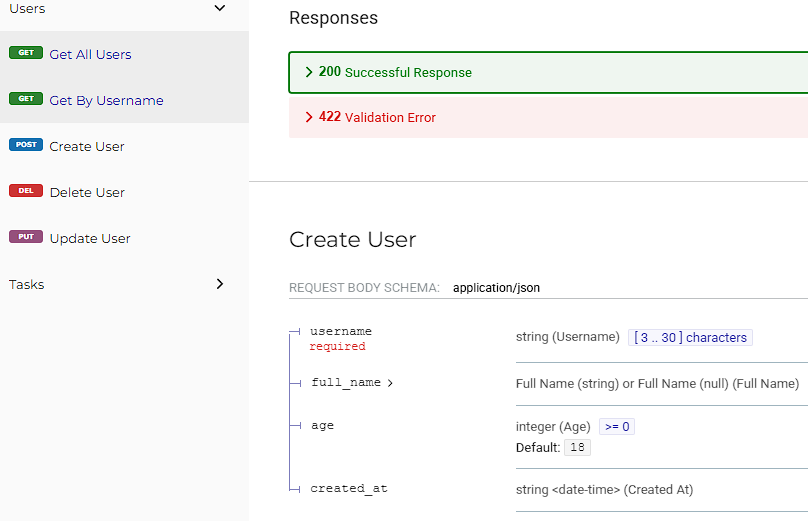 Users
GET Get All Users
GET Get By Username
POST Create User
DEL Delete User
PUT Update User
Tasks
Responses
200 Successful Response
422 Validation Error
Create User
REQUEST BODY SCHEMA: application/json
username
required
string (Username) [ 3 .. 30 ] characters
full_name
Full Name (string) or Full Name (null) (Full Name)
age
integer (Age) >= 0
Default: 18
created_at
string <date-time> (Created At)